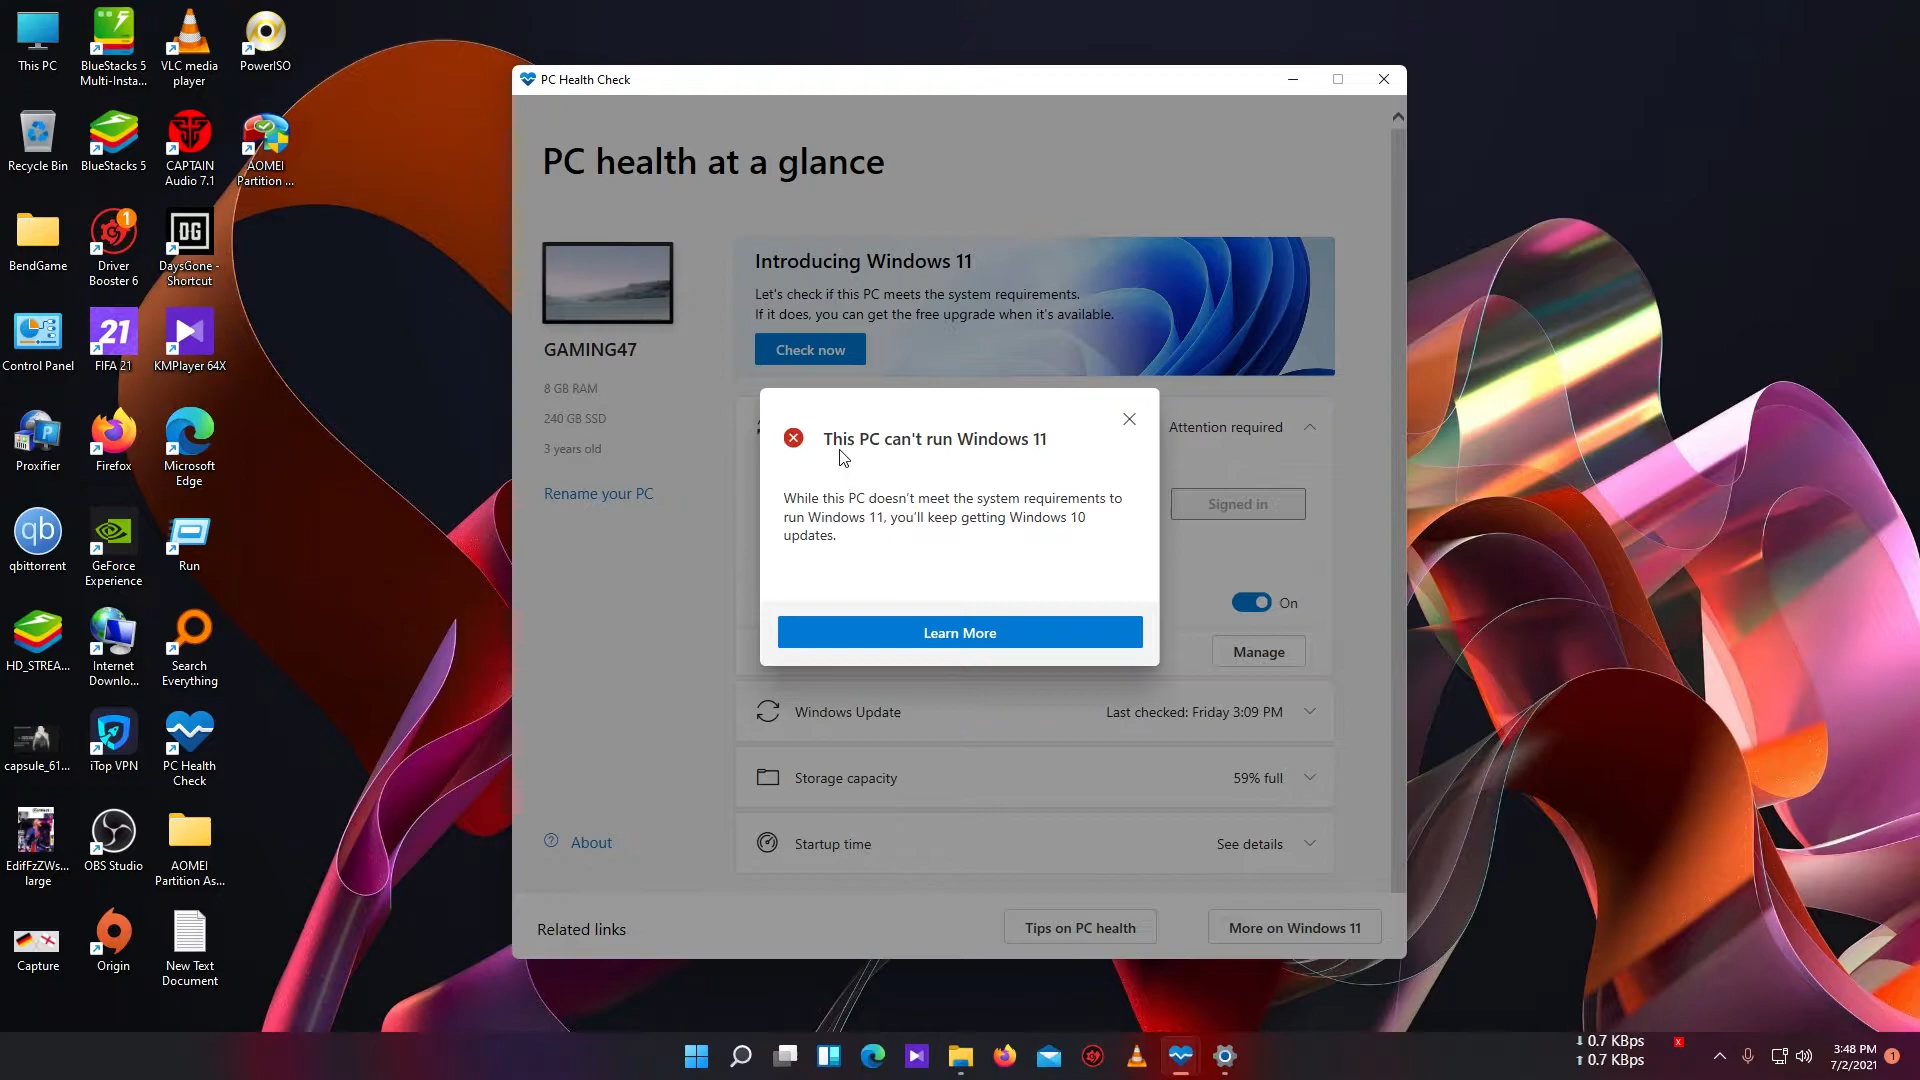 This PC
BlueStacks 5
Multi-Insta...
VLC media
player
PowerISO
Recycle Bin
BlueStacks 5
CAPTAIN
Audio 7.1
AOMEI
Partition ...
BendGame
1
Driver
Booster 6
DG
DaysGone -
Shortcut
Control Panel
21
FIFA 21
KMPlayer 64X
Proxifier
Firefox
Microsoft
Edge
qb
qbittorrent
GeForce
Experience
Run
HD_STREA...
Internet
Downlo...
Search
Everything
capsule_61...
iTop VPN
PC Health
Check
EdifFzZWs...
large
OBS Studio
AOMEI
Partition As...
Capture
Origin
New Text
Document
PC Health Check
PC health at a glance
GAMING47
8 GB RAM
240 GB SSD
3 years old
Rename your PC
About
Introducing Windows 11
Let's check if this PC meets the system requirements.
If it does, you can get the free upgrade when it's available.
Check now
Attention required
Signed in
On
Manage
This PC can't run Windows 11
While this PC doesn't meet the system requirements to
run Windows 11, you'll keep getting Windows 10
updates.
Learn More
Windows Update
Last checked: Friday 3:09 PM
Storage capacity
59% full
Startup time
See details
Related links
Tips on PC health
More on Windows 11
0.7 KBps
0.7 KBps
3:48 PM
7/2/2021
1